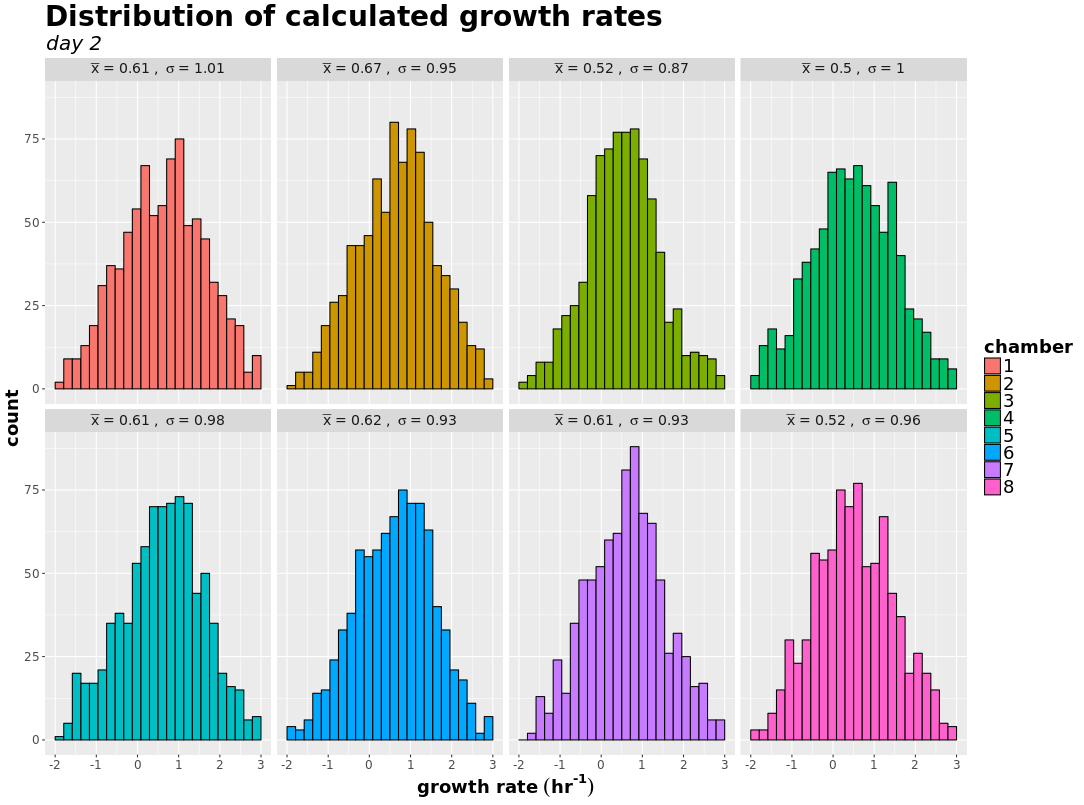 Distribution of calculated growth rates
day 2
x̅ = 0.61 , σ = 1.01
x̅ = 0.67 , σ = 0.95
x̅ = 0.52 , σ = 0.87
x̅ = 0.5 , σ = 1
75
50
25
0
x̅ = 0.61 , σ = 0.98
x̅ = 0.62 , σ = 0.93
x̅ = 0.61 , σ = 0.93
x̅ = 0.52 , σ = 0.96
75
50
25
0
-2 -1 0 1 2 3
-2 -1 0 1 2 3
-2 -1 0 1 2 3
-2 -1 0 1 2 3
count
growth rate (hr⁻¹)
chamber
1
2
3
4
5
6
7
8